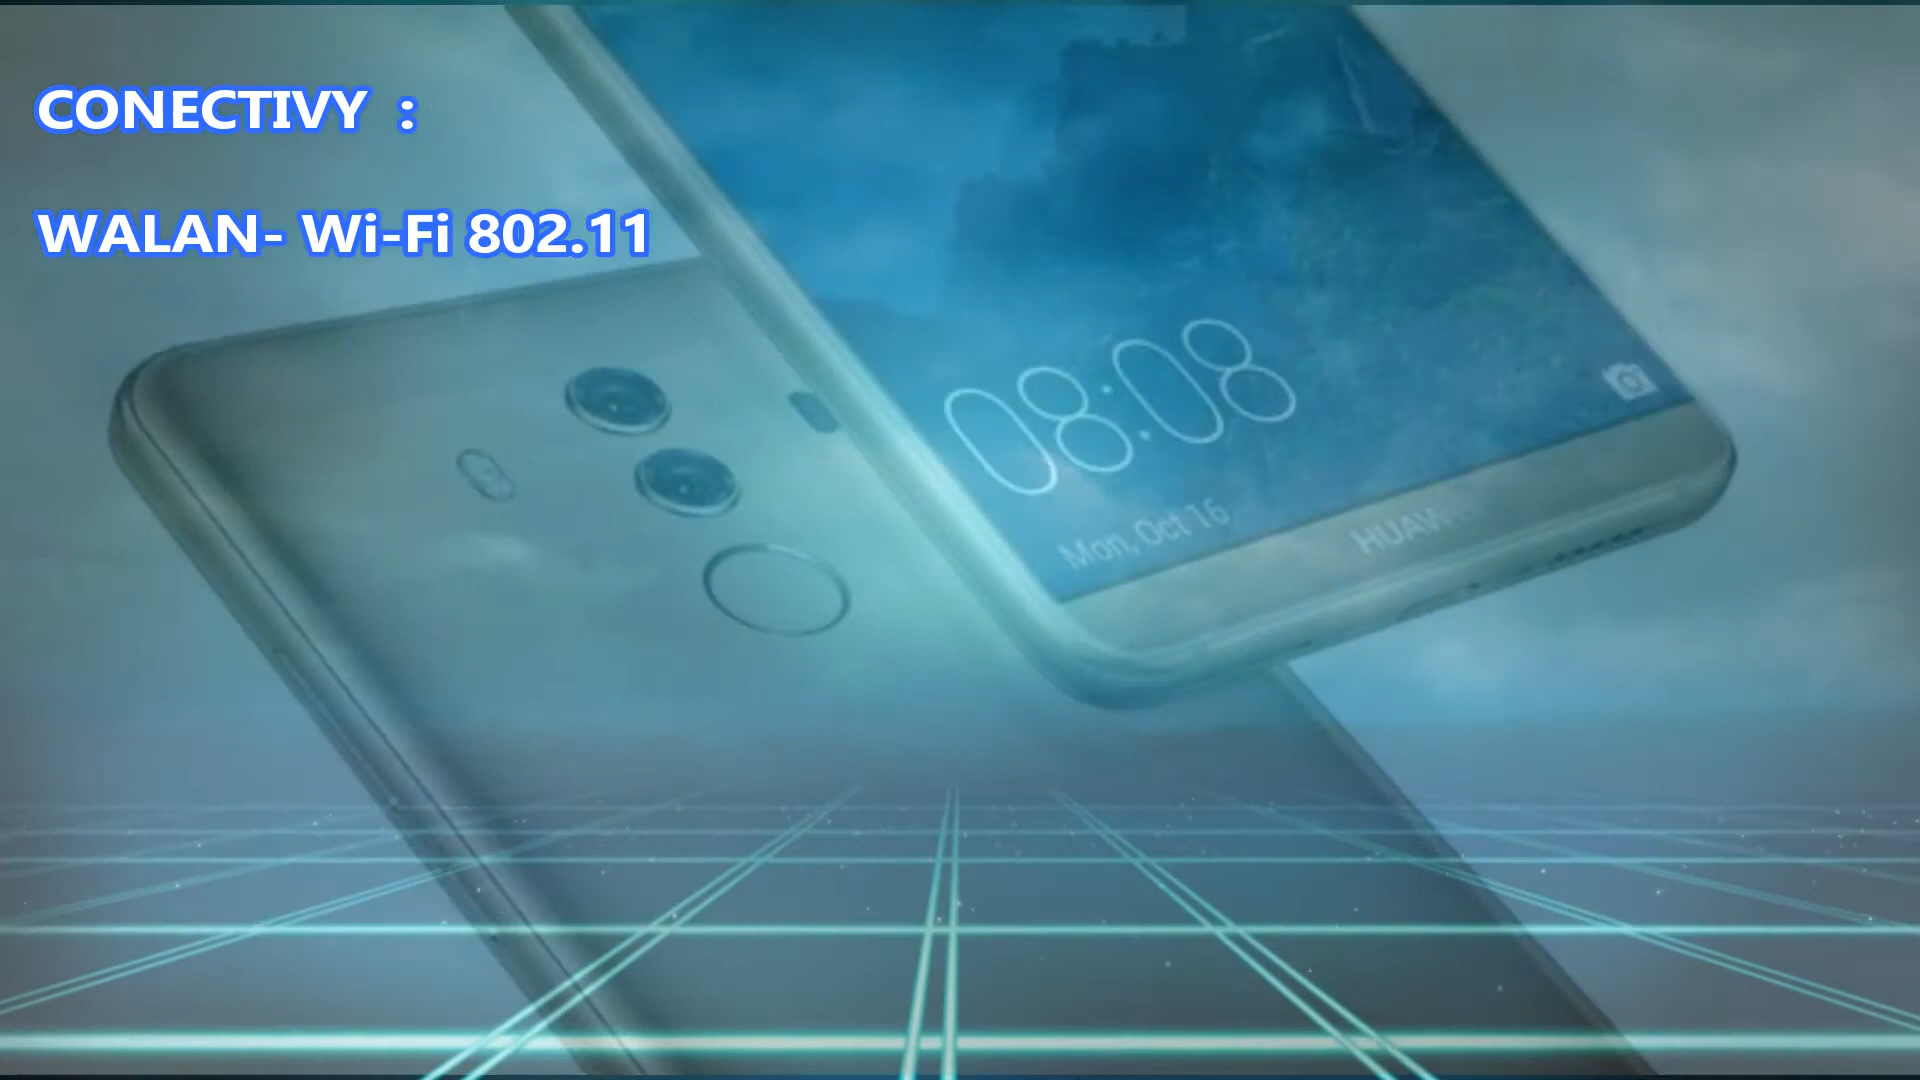 CONECTIVY :
WALAN- Wi-Fi 802.11
08:08
Mon, Oct 16